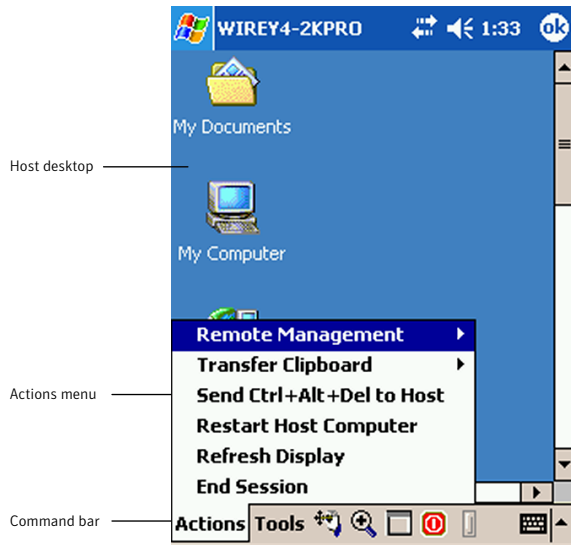 WIREY4-2KPRO 1:33 ok
My Documents
Host desktop
My Computer
Remote Management
Transfer Clipboard
Actions menu
Send Ctrl+Alt+Del to Host
Restart Host Computer
Refresh Display
End Session
Command bar
Actions Tools